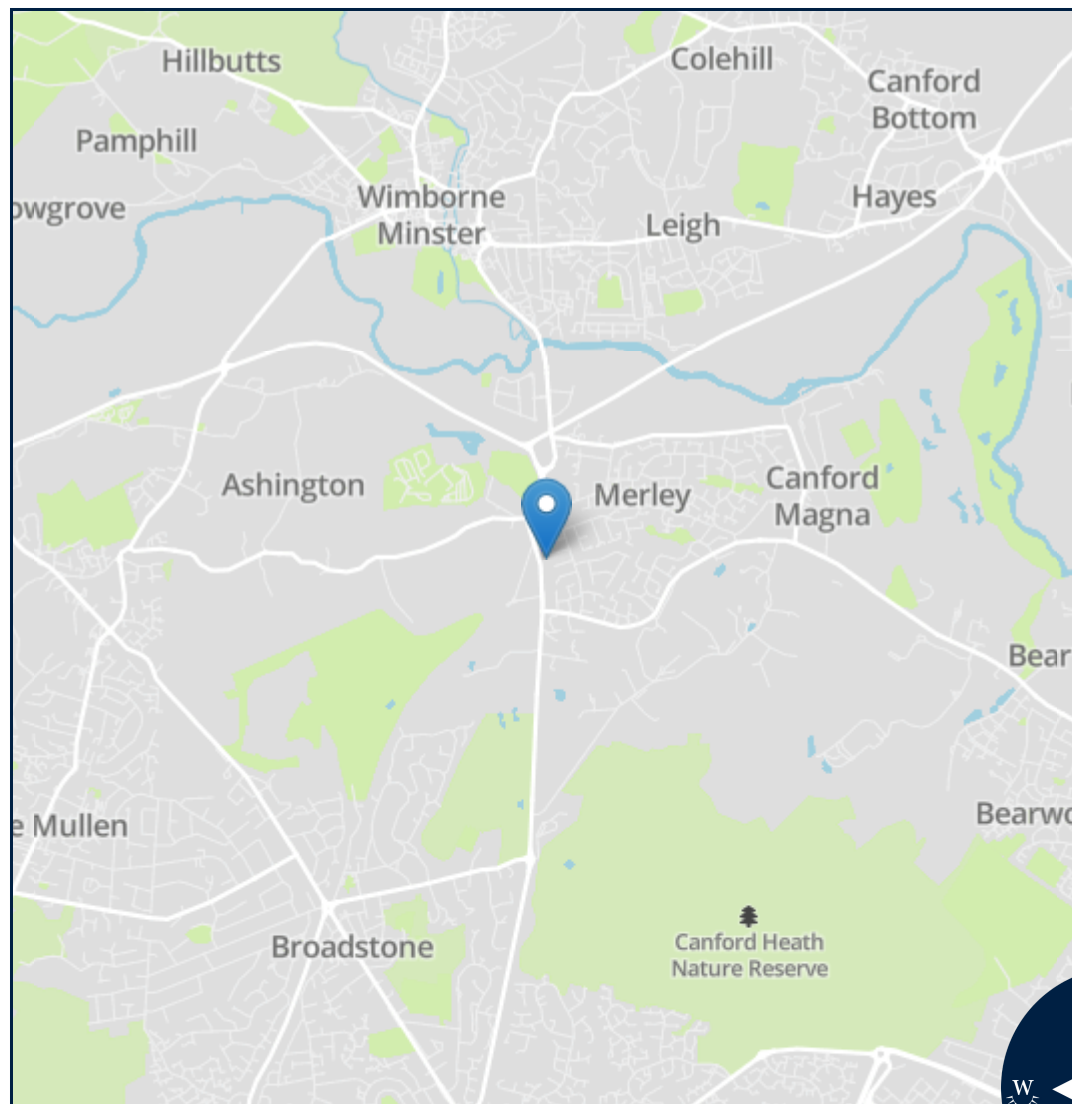 Hillbutts
Colehill
Canford
Bottom
Pamphill
Wimborne
Minster
Hayes
owgrove
Leigh
Ashington
Merley
Canford
Magna
Bear
e Mullen
Bearwo
Broadstone
Canford Heath
Nature Reserve
W